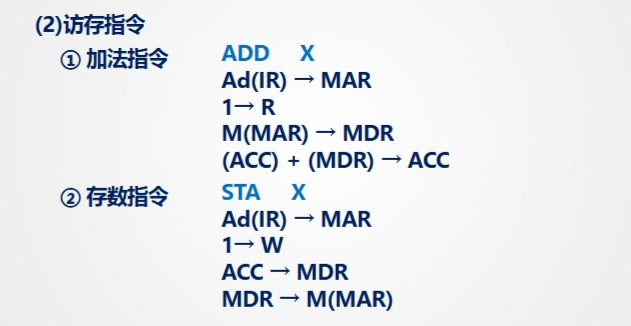 (2)访存指令
① 加法指令 ADD X
Ad(IR) → MAR
1→ R
M(MAR) → MDR
(ACC) + (MDR) → ACC
② 存数指令 STA X
Ad(IR) → MAR
1→ W
ACC → MDR
MDR → M(MAR)